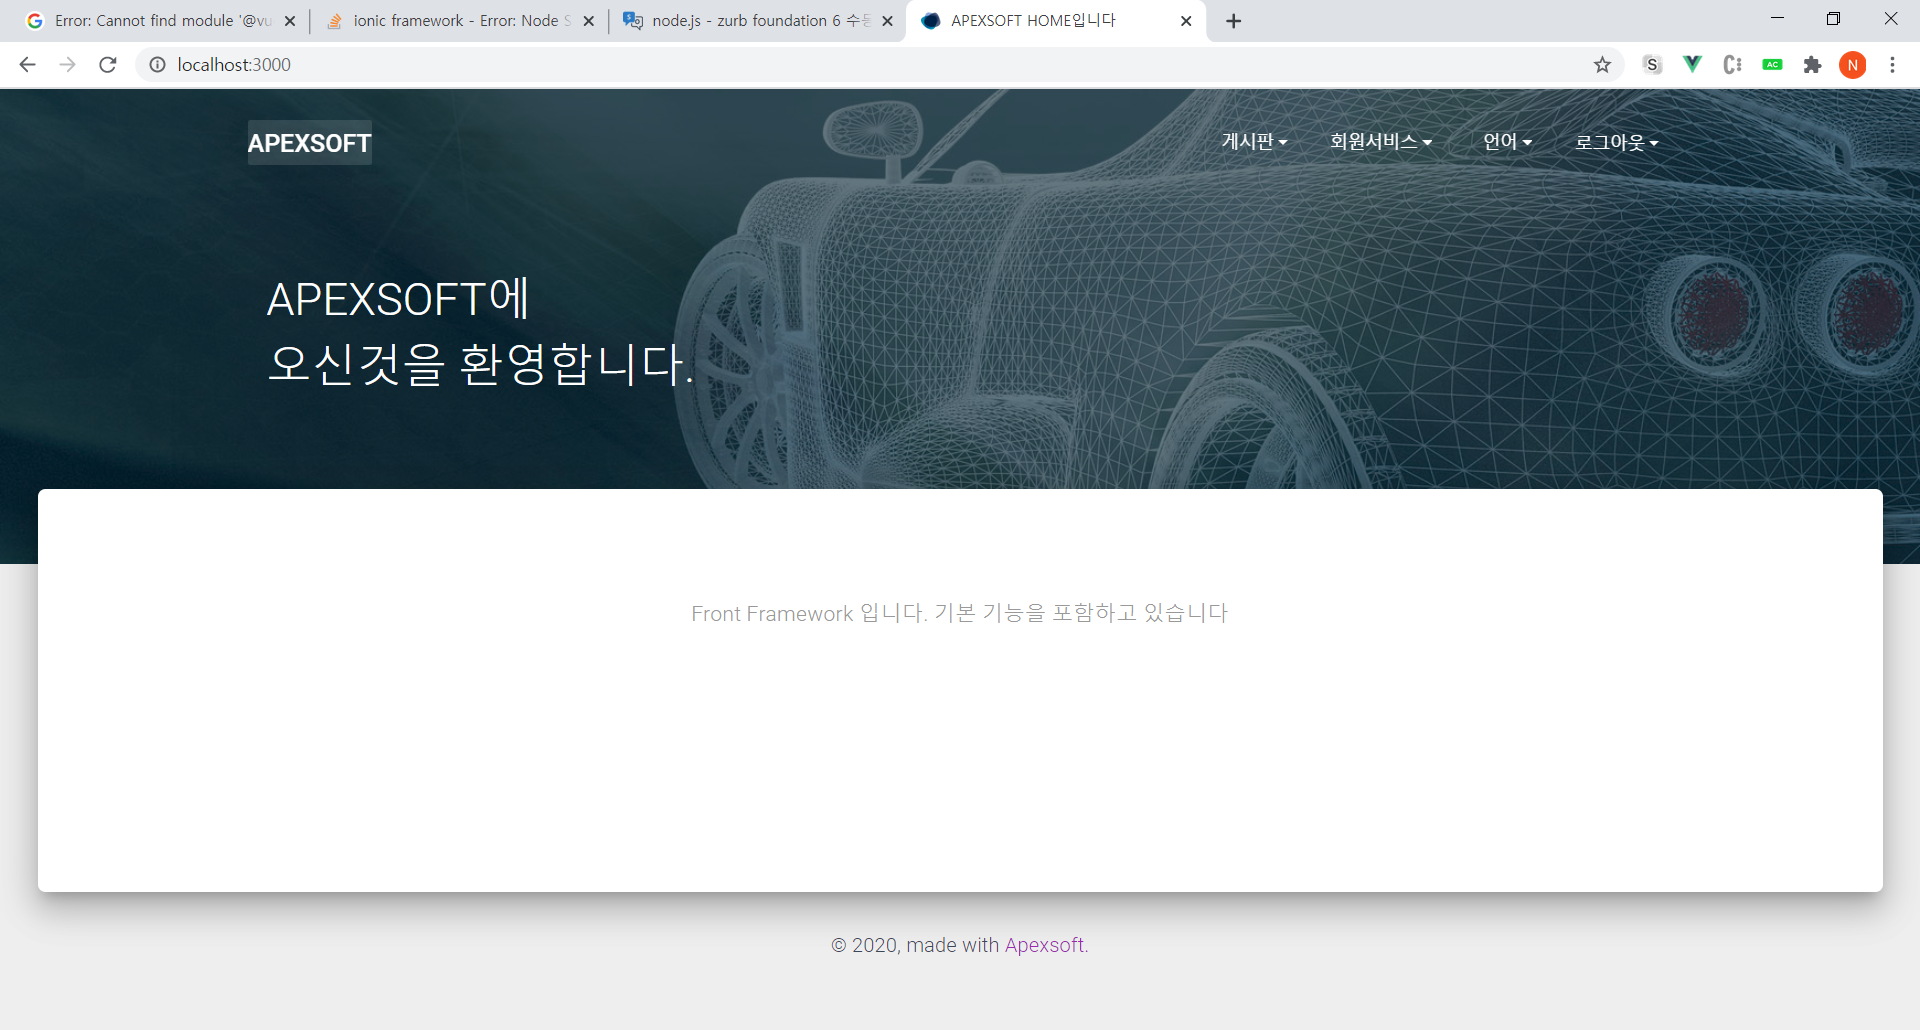 Error: Cannot find module '@vu
ionic framework - Error: Node S
node.js - zurb foundation 6 수동
APEXSOFT HOME입니다
localhost:3000
S
AC
N
APEXSOFT
게시판
회원서비스
언어
로그아웃
APEXSOFT에
오신것을 환영합니다.
Front Framework 입니다. 기본 기능을 포함하고 있습니다
© 2020, made with Apexsoft.